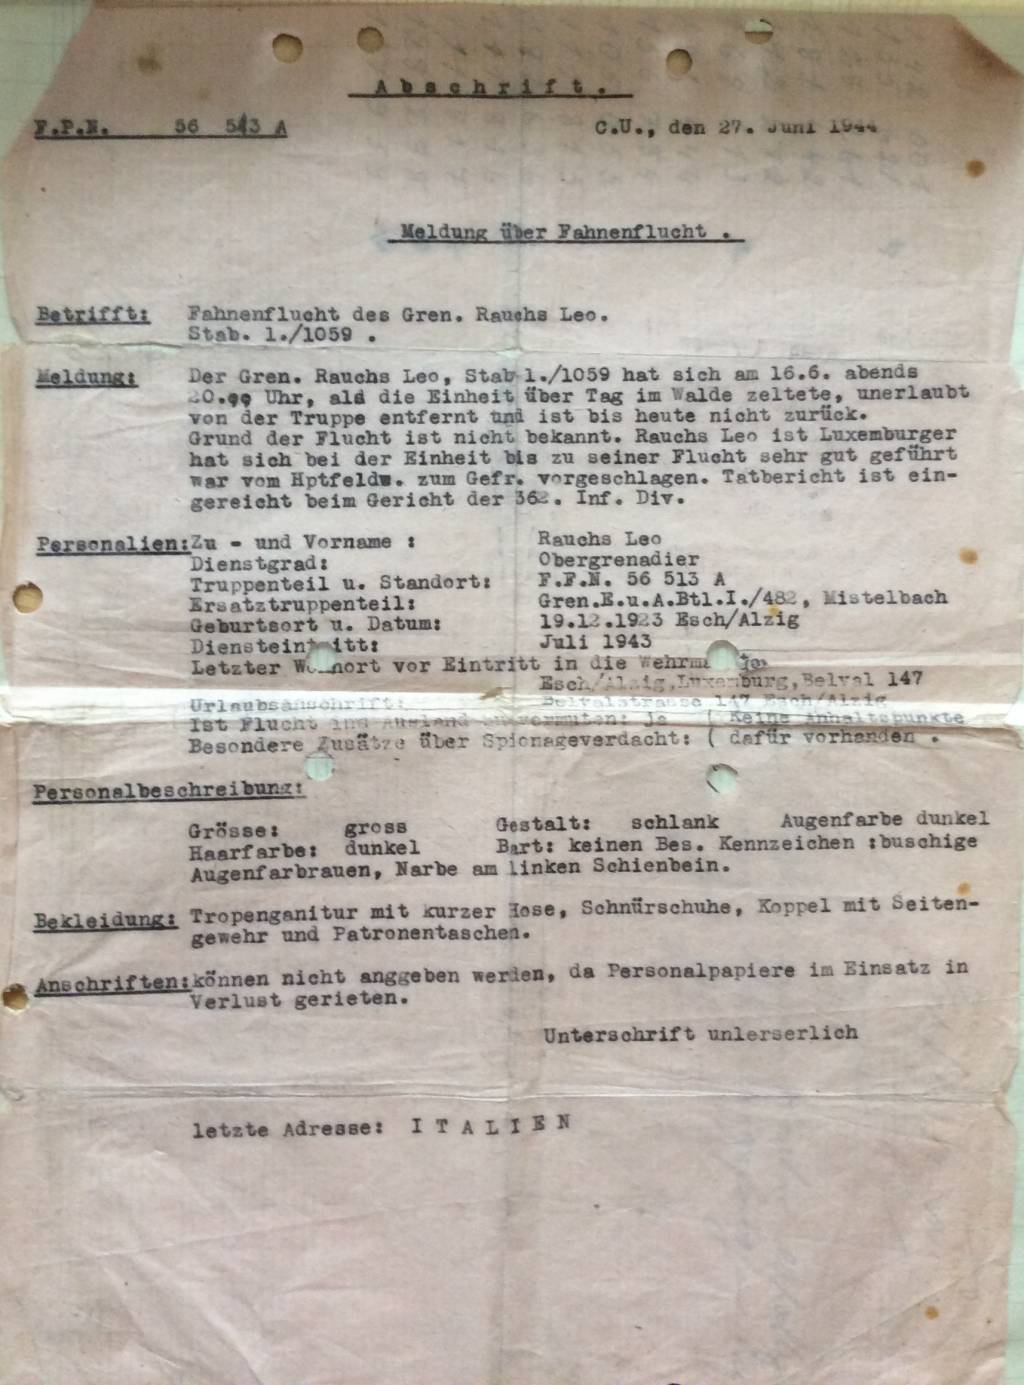 Abschrift.
F.P.N. 56 513 A
C.U., den 27. Juni 1944
Meldung über Fahnenflucht .
Betrifft: Fahnenflucht des Gren. Rauchs Leo.
Stab. 1./1059 .
Meldung: Der Gren. Rauchs Leo, Stab 1./1059 hat sich am 16.6. abends
Uhr, als die Einheit über Tag im Walde zeltete, unerlaubt
von der Truppe entfernt und ist bis heute nicht zurück.
Grund der Flucht ist nicht bekannt. Rauchs Leo ist Luxemburger
hat sich bei der Einheit bis zu seiner Flucht sehr gut geführt
war vom Hptfeldw. zum Gefr. vorgeschlagen. Tatbericht ist ein-
gereicht beim Gericht der 362. Inf. Div.
Personalien: Zu - und Vorname : Rauchs Leo
Dienstgrad: Obergrenadier
Truppenteil u. Standort: F.F.N. 56 513 A
Ersatztruppenteil: Gren.E.u.A.Btl.I./482, Mistelbach
Geburtsort u. Datum: 19.12.1923 Esch/Alzig
Diensteintritt: Juli 1943
Letzter Wohnort vor Eintritt in die
Esch/Alzig,Luxemburg,Belval 147
Urlaubsanschrift: Belvalstrasse 147 Esch/Alzig
Ist Flucht ins Ausland zu vermuten: Ja ( Keine Anhaltspunkte
Besondere Zusätze über Spionageverdacht: ( dafür vorhanden .
Personalbeschreibung:
Grösse: gross Gestalt: schlank Augenfarbe dunkel
Haarfarbe: dunkel Bart: keinen Bes. Kennzeichen :buschige
Augenfarbrauen, Narbe am linken Schienbein.
Bekleidung: Tropenganitur mit kurzer Hose, Schnürschuhe, Koppel mit Seiten-
gewehr und Patronentaschen.
Anschriften: können nicht anggeben werden, da Personalpapiere im Einsatz in
Verlust gerieten.
Unterschrift unlerserlich
letzte Adresse: I T A L I E N